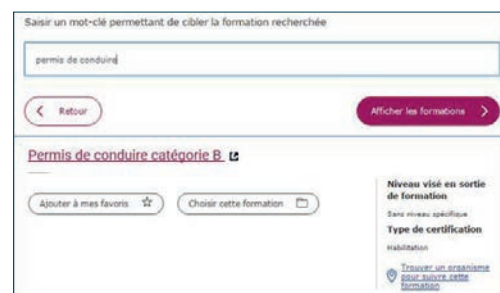 Saisir un mot-clé permettant de cibler la formation recherchée
permis de conduire
Retour
Afficher les formations
Permis de conduire catégorie B
Ajouter à mes favoris
Choisir cette formation
Niveau visé en sortie
de formation
Sans niveau spécifique
Type de certification
Habilitation
Trouver un organisme
pour suivre cette
formation